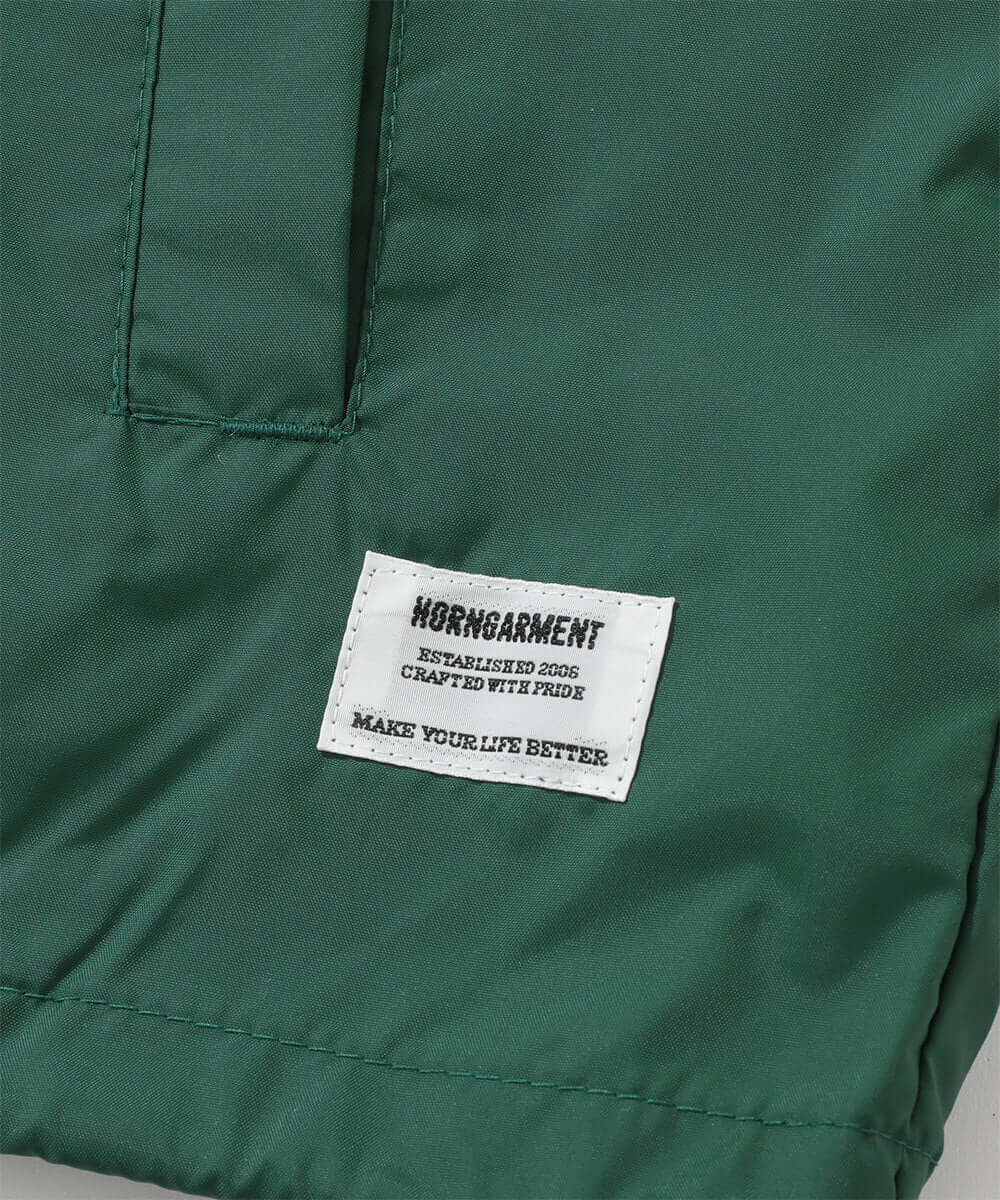 HORNGARMENT
ESTABLISHED 2006
CRAFTED WITH PRIDE
MAKE YOUR LIFE BETTER